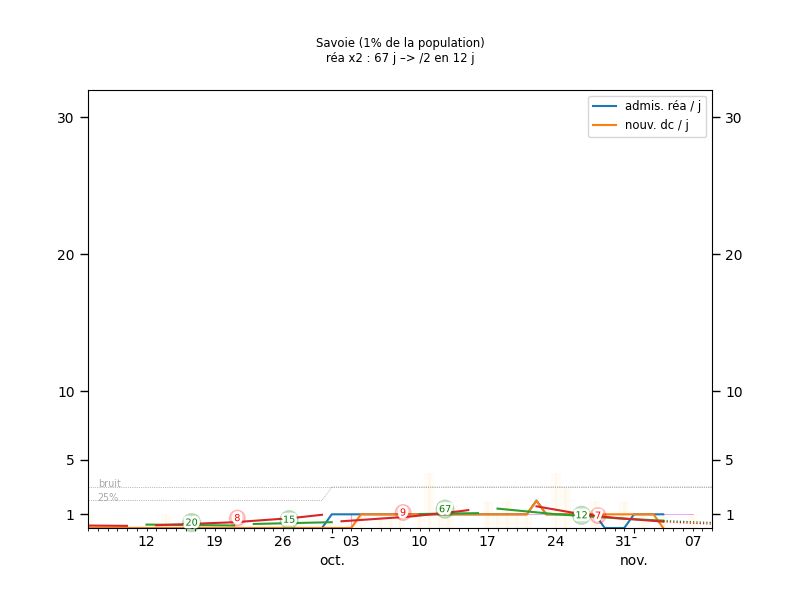 Savoie (1% de la population)
réa x2 : 67 j –> /2 en 12 j
admis. réa / j
nouv. dc / j
30 30
20 20
10 10
5 5
1 1
bruit
25%
20 8 15 9 67 12 7
12 19 26 - 03 10 17 24 31 - 07
oct. nov.